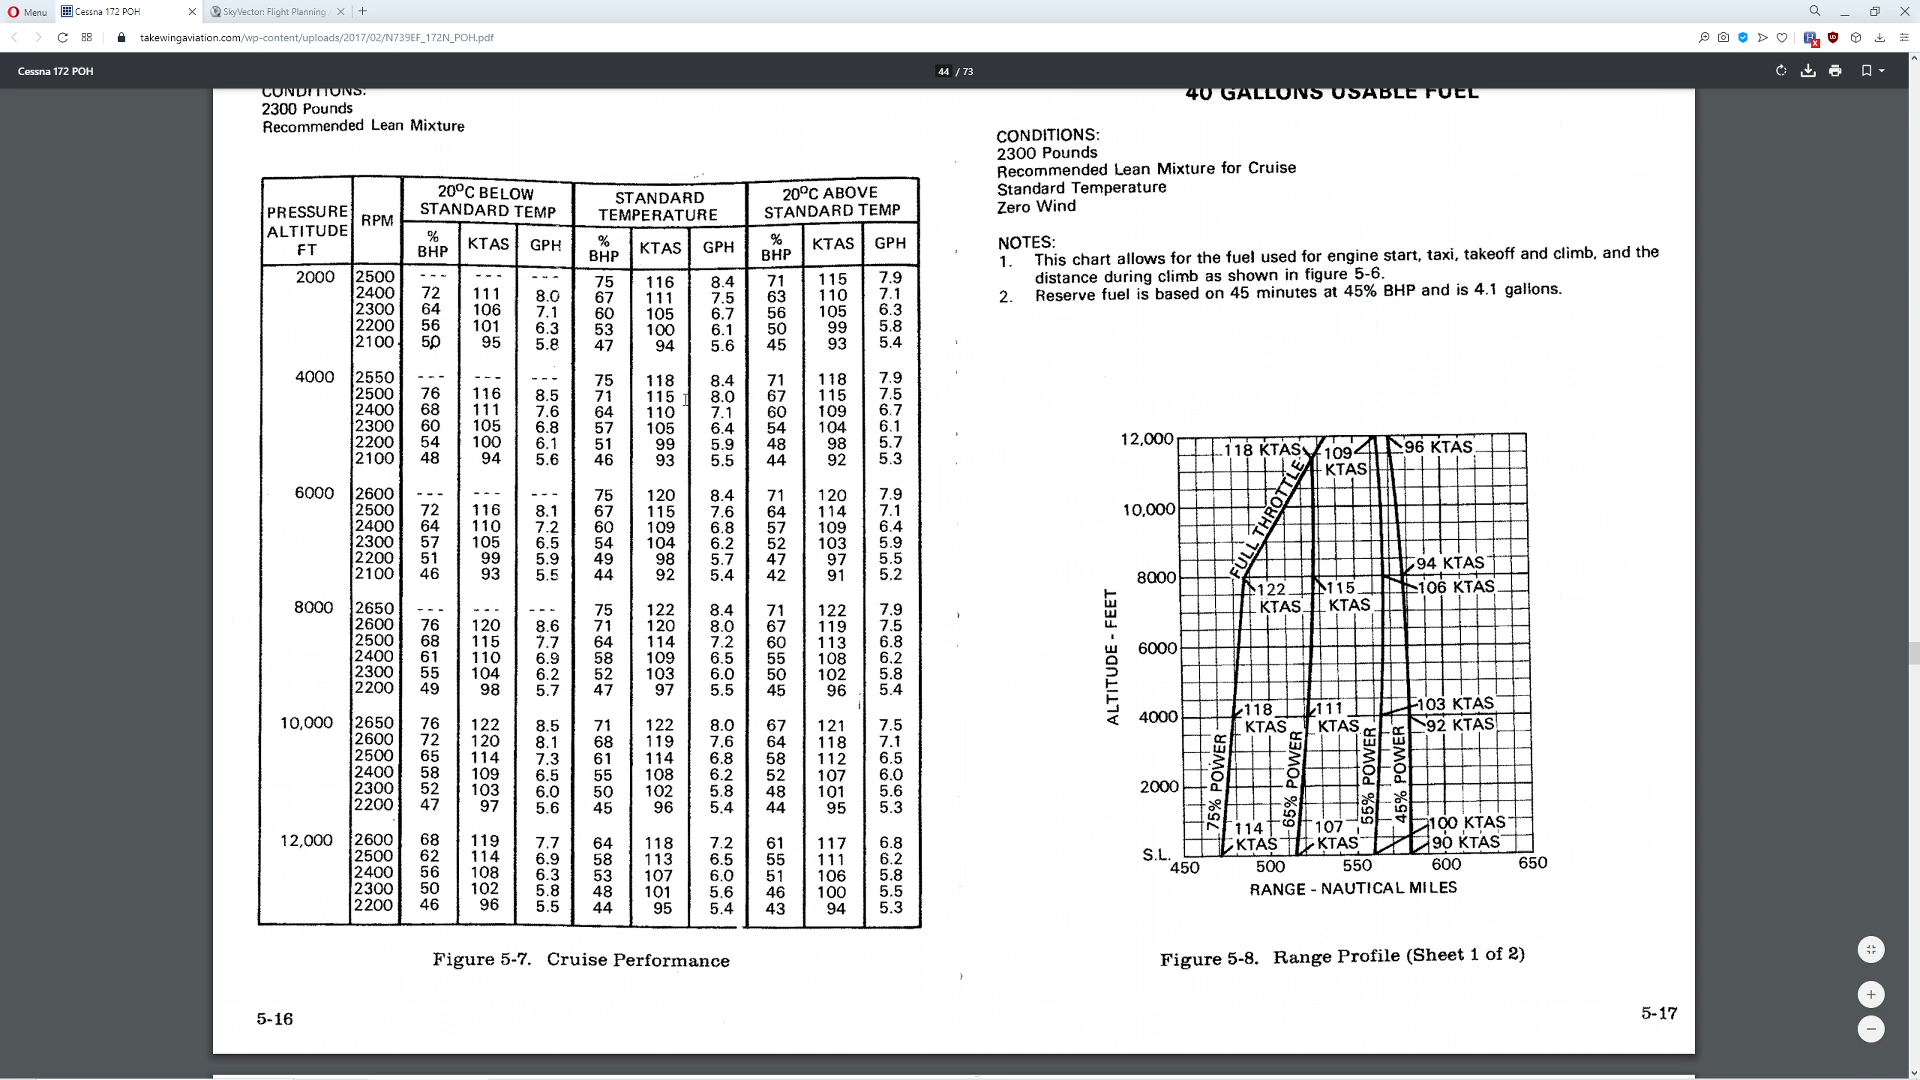 Menu
Cessna 172 POH
SkyVector: Flight Planning
takewingaviation.com/wp-content/uploads/2017/02/N739EF_172N_POH.pdf
Cessna 172 POH
44 / 73
CONDITIONS:
2300 Pounds
Recommended Lean Mixture
PRESSURE ALTITUDE FT RPM 20°C BELOW STANDARD TEMP STANDARD TEMPERATURE 20°C ABOVE STANDARD TEMP
% BHP KTAS GPH % BHP KTAS GPH % BHP KTAS GPH
2000 2500 --- --- --- 75 116 8.4 71 115 7.9
2400 72 111 8.0 67 111 7.5 63 110 7.1
2300 64 106 7.1 60 105 6.7 56 105 6.3
2200 56 101 6.3 53 100 6.1 50 99 5.8
2100 50 95 5.8 47 94 5.6 45 93 5.4
4000 2550 --- --- --- 75 118 8.4 71 118 7.9
2500 76 116 8.5 71 115 8.0 67 115 7.5
2400 68 111 7.6 64 110 7.1 60 109 6.7
2300 60 105 6.8 57 105 6.4 54 104 6.1
2200 54 100 6.1 51 99 5.9 48 98 5.7
2100 48 94 5.6 46 93 5.5 44 92 5.3
6000 2600 --- --- --- 75 120 8.4 71 120 7.9
2500 72 116 8.1 67 115 7.6 64 114 7.1
2400 64 110 7.2 60 109 6.8 57 109 6.4
2300 57 105 6.5 54 104 6.2 52 103 5.9
2200 51 99 5.9 49 98 5.7 47 97 5.5
2100 46 93 5.5 44 92 5.4 42 91 5.2
8000 2650 --- --- --- 75 122 8.4 71 122 7.9
2600 76 120 8.6 71 120 8.0 67 119 7.5
2500 68 115 7.7 64 114 7.2 60 113 6.8
2400 61 110 6.9 58 109 6.5 55 108 6.2
2300 55 104 6.2 52 103 6.0 50 102 5.8
2200 49 98 5.7 47 97 5.5 45 96 5.4
10,000 2650 76 122 8.5 71 122 8.0 67 121 7.5
2600 72 120 8.1 68 119 7.6 64 118 7.1
2500 65 114 7.3 61 114 6.8 58 112 6.5
2400 58 109 6.5 55 108 6.2 52 107 6.0
2300 52 103 6.0 50 102 5.8 48 101 5.6
2200 47 97 5.6 45 96 5.4 44 95 5.3
12,000 2600 68 119 7.7 64 118 7.2 61 117 6.8
2500 62 114 6.9 58 113 6.5 55 111 6.2
2400 56 108 6.3 53 107 6.0 51 106 5.8
2300 50 102 5.8 48 101 5.6 46 100 5.5
2200 46 96 5.5 44 95 5.4 43 94 5.3
Figure 5-7. Cruise Performance
5-16
40 GALLONS USABLE FUEL
CONDITIONS:
2300 Pounds
Recommended Lean Mixture for Cruise
Standard Temperature
Zero Wind
NOTES:
1. This chart allows for the fuel used for engine start, taxi, takeoff and climb, and the
distance during climb as shown in figure 5-6.
2. Reserve fuel is based on 45 minutes at 45% BHP and is 4.1 gallons.
ALTITUDE - FEET
12,000
10,000
8000
6000
4000
2000
S.L.
118 KTAS
109
KTAS
96 KTAS
FULL THROTTLE
94 KTAS
122
KTAS
115
KTAS
106 KTAS
118
KTAS
111
KTAS
103 KTAS
92 KTAS
75% POWER
65% POWER
55% POWER
45% POWER
114
KTAS
107
KTAS
100 KTAS
90 KTAS
450 500 550 600 650
RANGE - NAUTICAL MILES
Figure 5-8. Range Profile (Sheet 1 of 2)
5-17